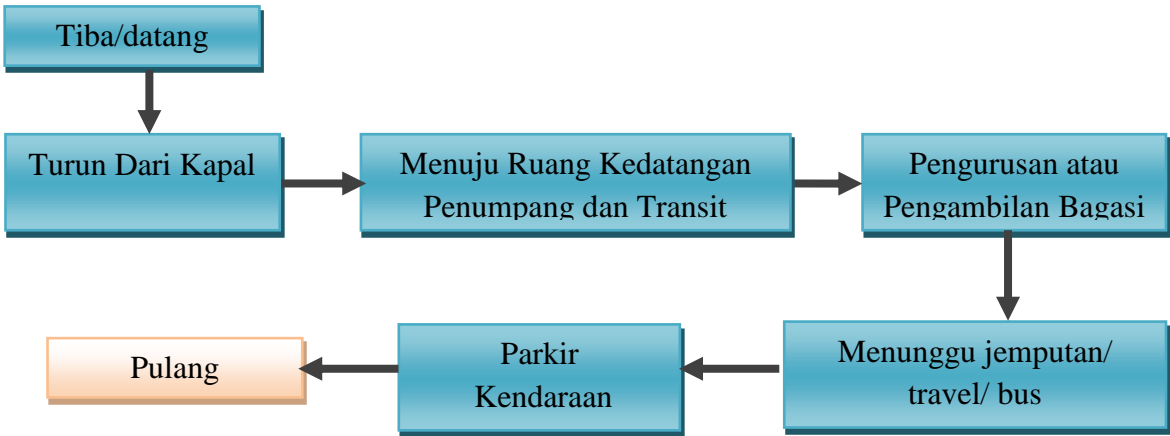 Tiba/datang
Turun Dari Kapal
Menuju Ruang Kedatangan
Penumpang dan Transit
Pengurusan atau
Pengambilan Bagasi
Menunggu jemputan/
travel/ bus
Parkir
Kendaraan
Pulang